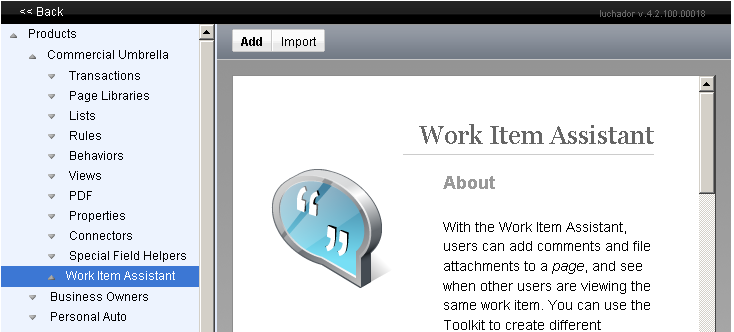 << Back
luchador v.4.2.100.00018
Products
Commercial Umbrella
Transactions
Page Libraries
Lists
Rules
Behaviors
Views
PDF
Properties
Connectors
Special Field Helpers
Work Item Assistant
Business Owners
Personal Auto
Add Import
Work Item Assistant
About
With the Work Item Assistant,
users can add comments and file
attachments to a page, and see
when other users are viewing the
same work item. You can use the
Toolkit to create different